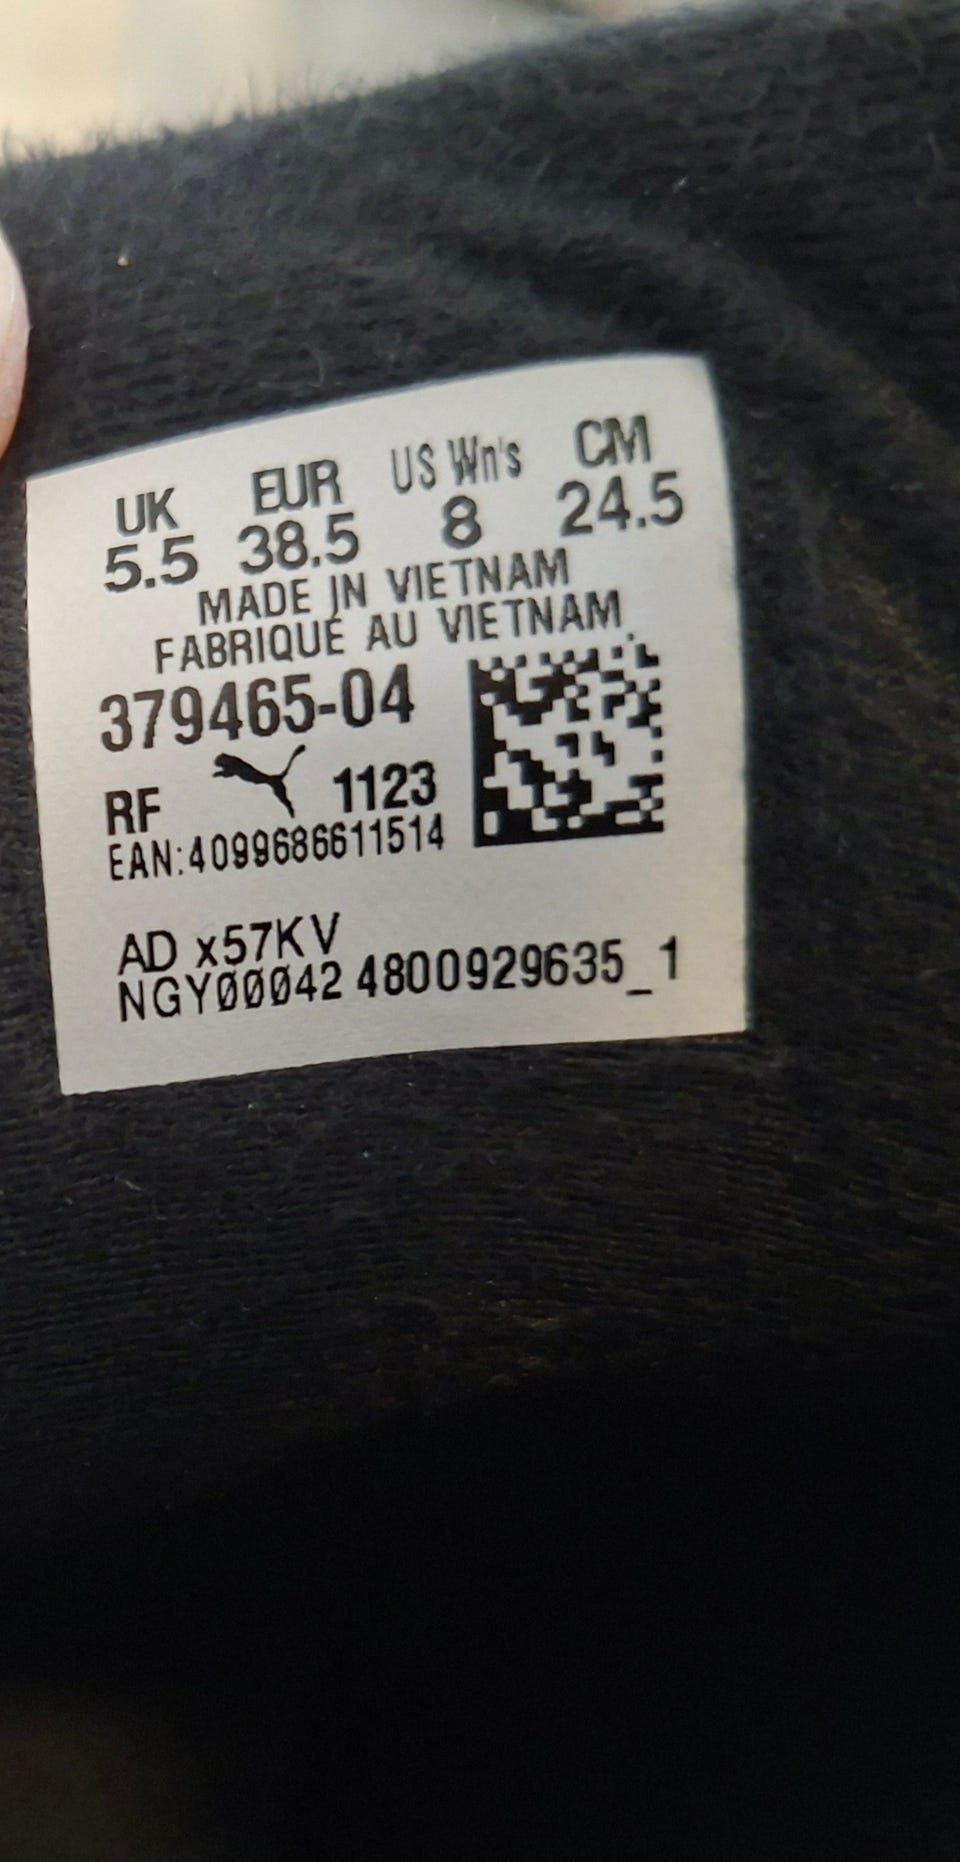 UK EUR US Wn's CM
5.5 38.5 8 24.5
MADE IN VIETNAM
FABRIQUÉ AU VIETNAM
379465-04
RF 1123
EAN:4099686611514
AD x57KV
NGY00042 4800929635_1